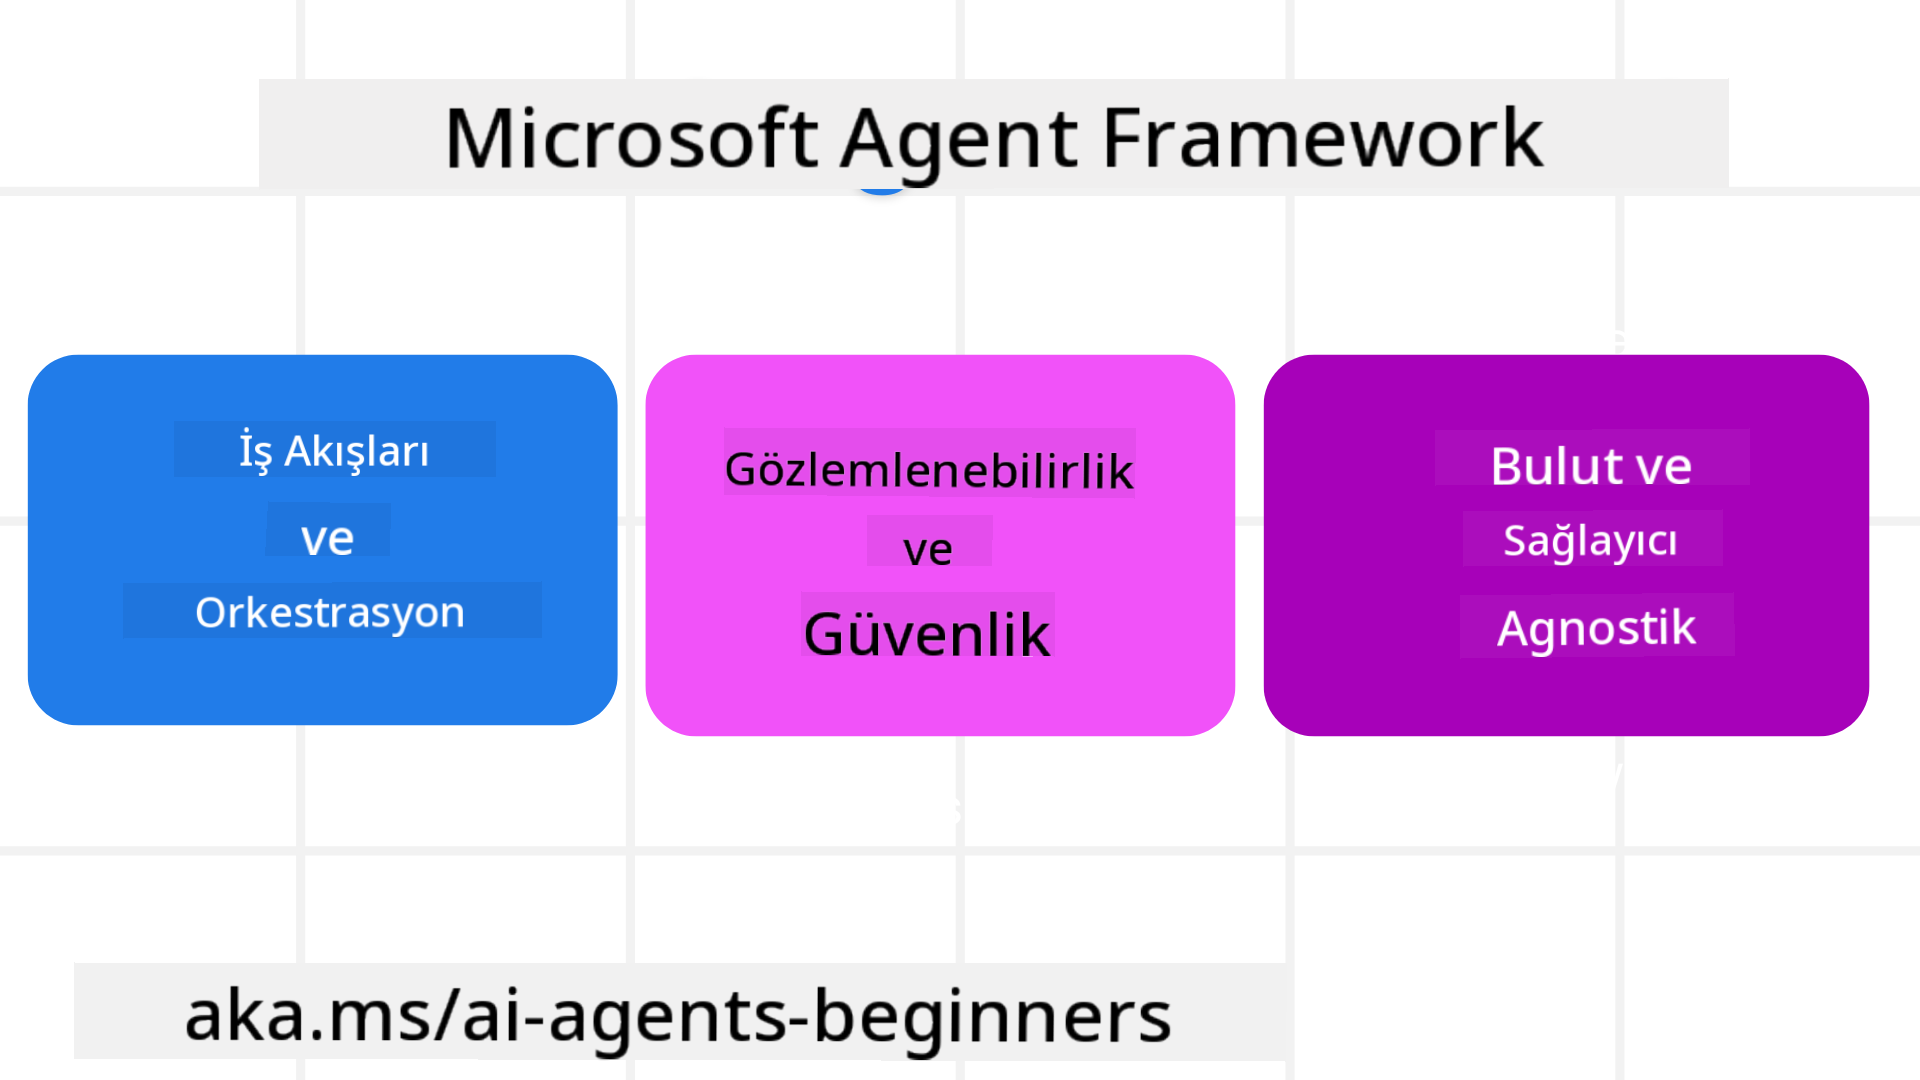 Microsoft Agent Framework
İş Akışları
ve
Orkestrasyon
Gözlemlenebilirlik
ve
Güvenlik
Bulut ve
Sağlayıcı
Agnostik
aka.ms/ai-agents-beginners